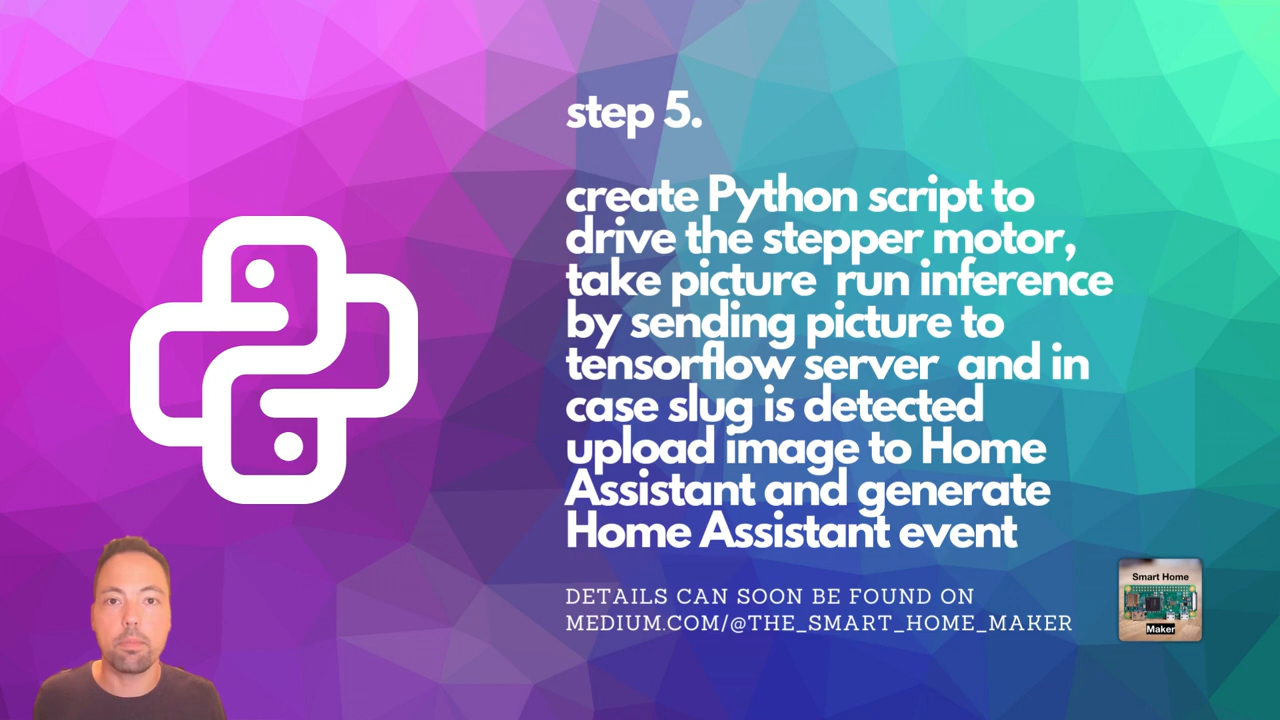 step 5.
create Python script to
drive the stepper motor,
take picture  run inference
by sending picture to
tensorflow server  and in
case slug is detected
upload image to Home
Assistant and generate
Home Assistant event
DETAILS CAN SOON BE FOUND ON
MEDIUM.COM/@THE_SMART_HOME_MAKER
Smart Home
Maker